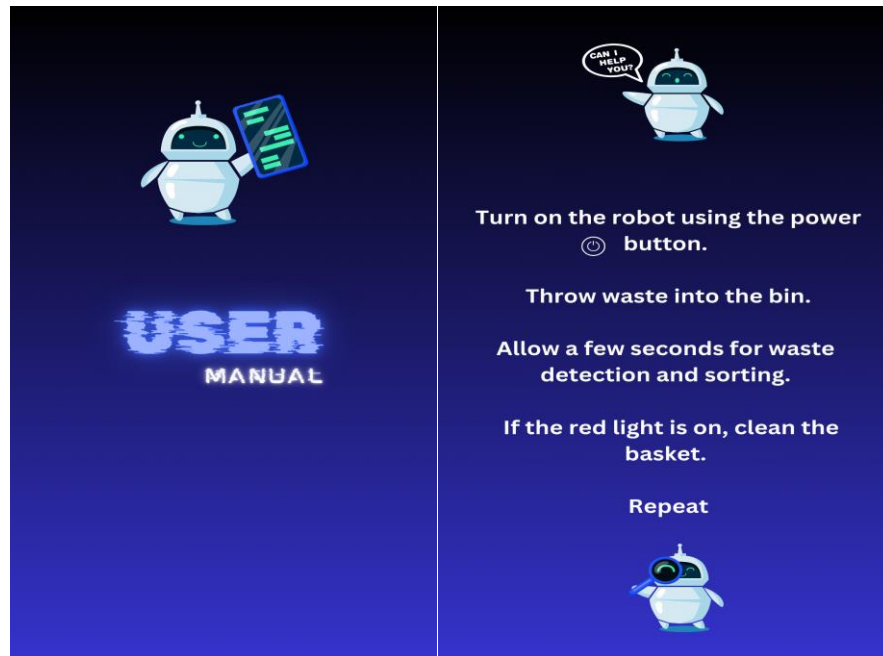 USER
MANUAL
CAN I
HELP
YOU?
Turn on the robot using the power
button.
Throw waste into the bin.
Allow a few seconds for waste
detection and sorting.
If the red light is on, clean the
basket.
Repeat